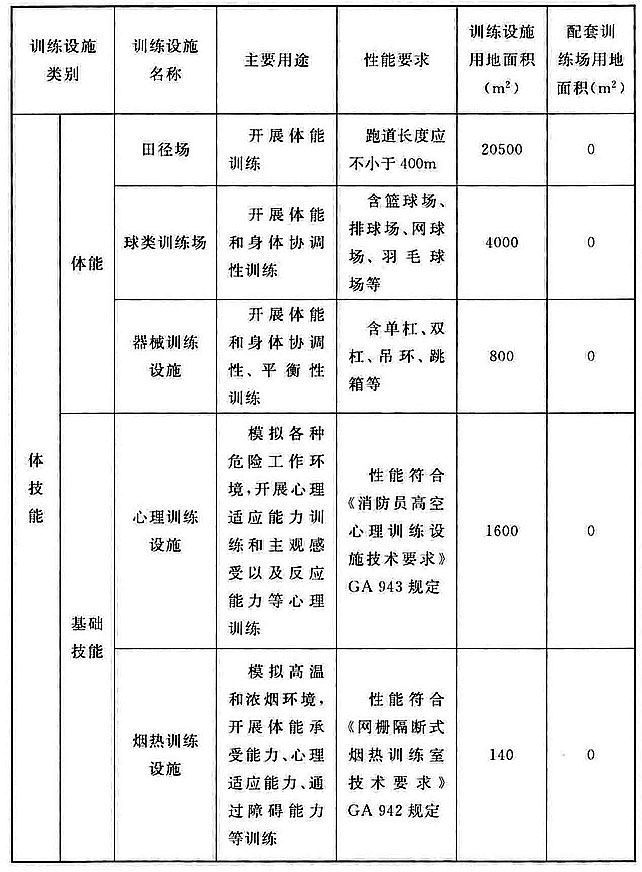 训练设施
类别
训练设施
名称
主要用途
性能要求
训练设施
用地面积
(m²)
配套训
练场用地
面积(m²)
体
技
能
体能
田径场
开展体能
训练
跑道长度应
不小于400m
20500
0
球类训练场
开展体能
和身体协调
性训练
含篮球场、
排球场、网球
场、羽毛球
场等
4000
0
器械训练
设施
开展体能
和身体协调
性、平衡性
训练
含单杠、双
杠、吊环、跳
箱等
800
0
基础
技能
心理训练
设施
模拟各种
危险工作环
境,开展心理
适应能力训
练和主观感
受以及反应
能力等心理
训练
性能符合
《消防员高空
心理训练设
施技术要求》
GA 943 规定
1600
0
烟热训练
设施
模拟高温
和浓烟环境,
开展体能承
受能力、心理
适应能力、通
过障碍能力
等训练
性能符合
《网栅隔断式
烟热训练室
技术要求》
GA 942 规定
140
0